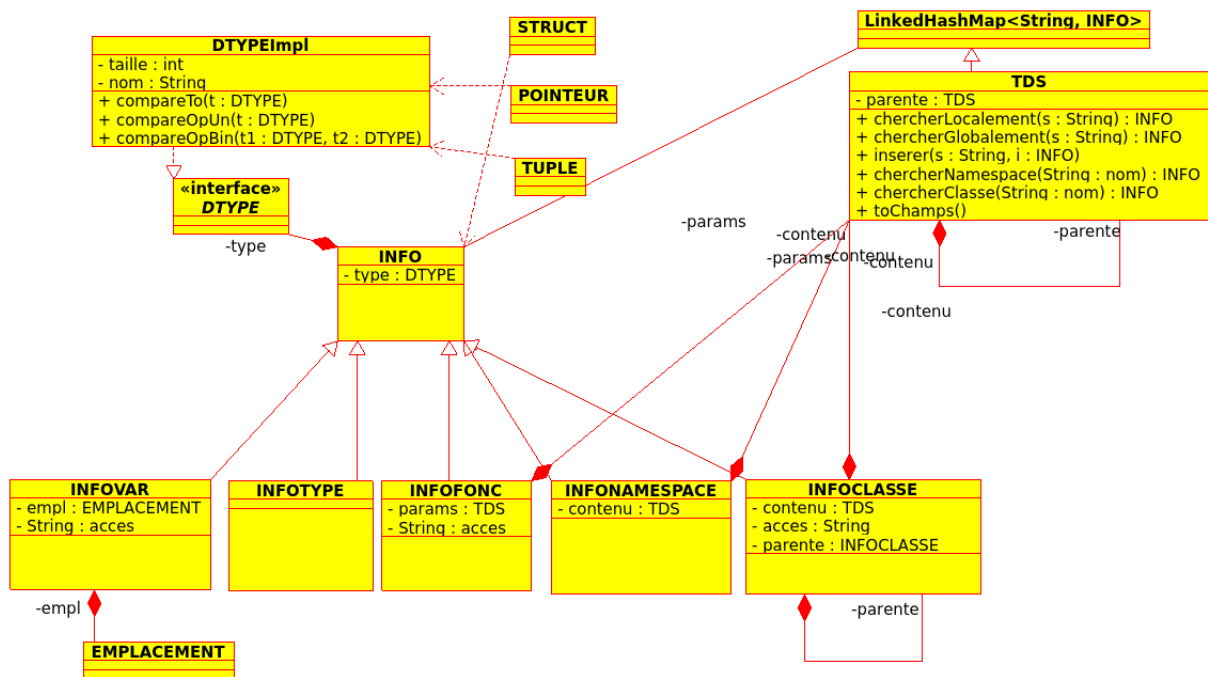 STRUCT
LinkedHashMap<String, INFO>
DTYPEImpl
- taille : int
- nom : String
+ compareTo(t : DTYPE)
+ compareOpUn(t : DTYPE)
+ compareOpBin(t1 : DTYPE, t2 : DTYPE)
POINTEUR
TUPLE
TDS
- parente : TDS
+ chercherLocalement(s : String) : INFO
+ chercherGlobalement(s : String) : INFO
+ inserer(s : String, i : INFO)
+ chercherNamespace(String : nom) : INFO
+ chercherClasse(String : nom) : INFO
+ toChamps()
«interface»
DTYPE
-type
INFO
- type : DTYPE
-params
-contenu
-parente
-params
-contenu
-contenu
-contenu
INFOVAR
- empl : EMPLACEMENT
- String : acces
INFOTYPE
INFOFONC
- params : TDS
- String : acces
INFONAMESPACE
- contenu : TDS
INFOCLASSE
- contenu : TDS
- acces : String
- parente : INFOCLASSE
-empl
-parente
EMPLACEMENT